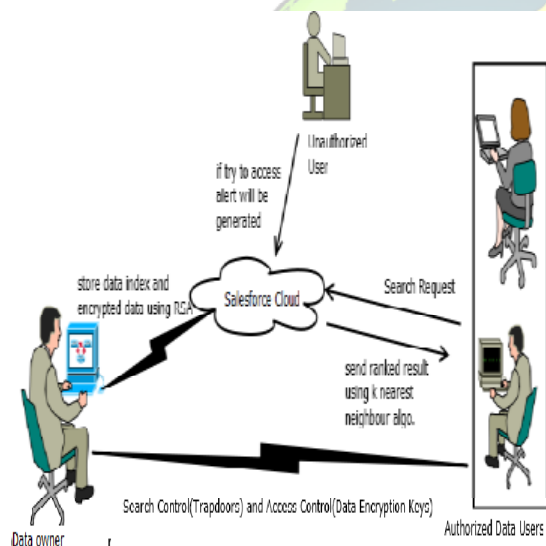 Unauthorized
User
if try to access
alert will be
generated
store data index and
encrypted data using RSA
Salesforce Cloud
Search Request
send ranked result
using k nearest
neighbour algo.
Search Control(Trapdoors) and Access Control(Data Encryption Keys)
Data owner
Authorized Data Users